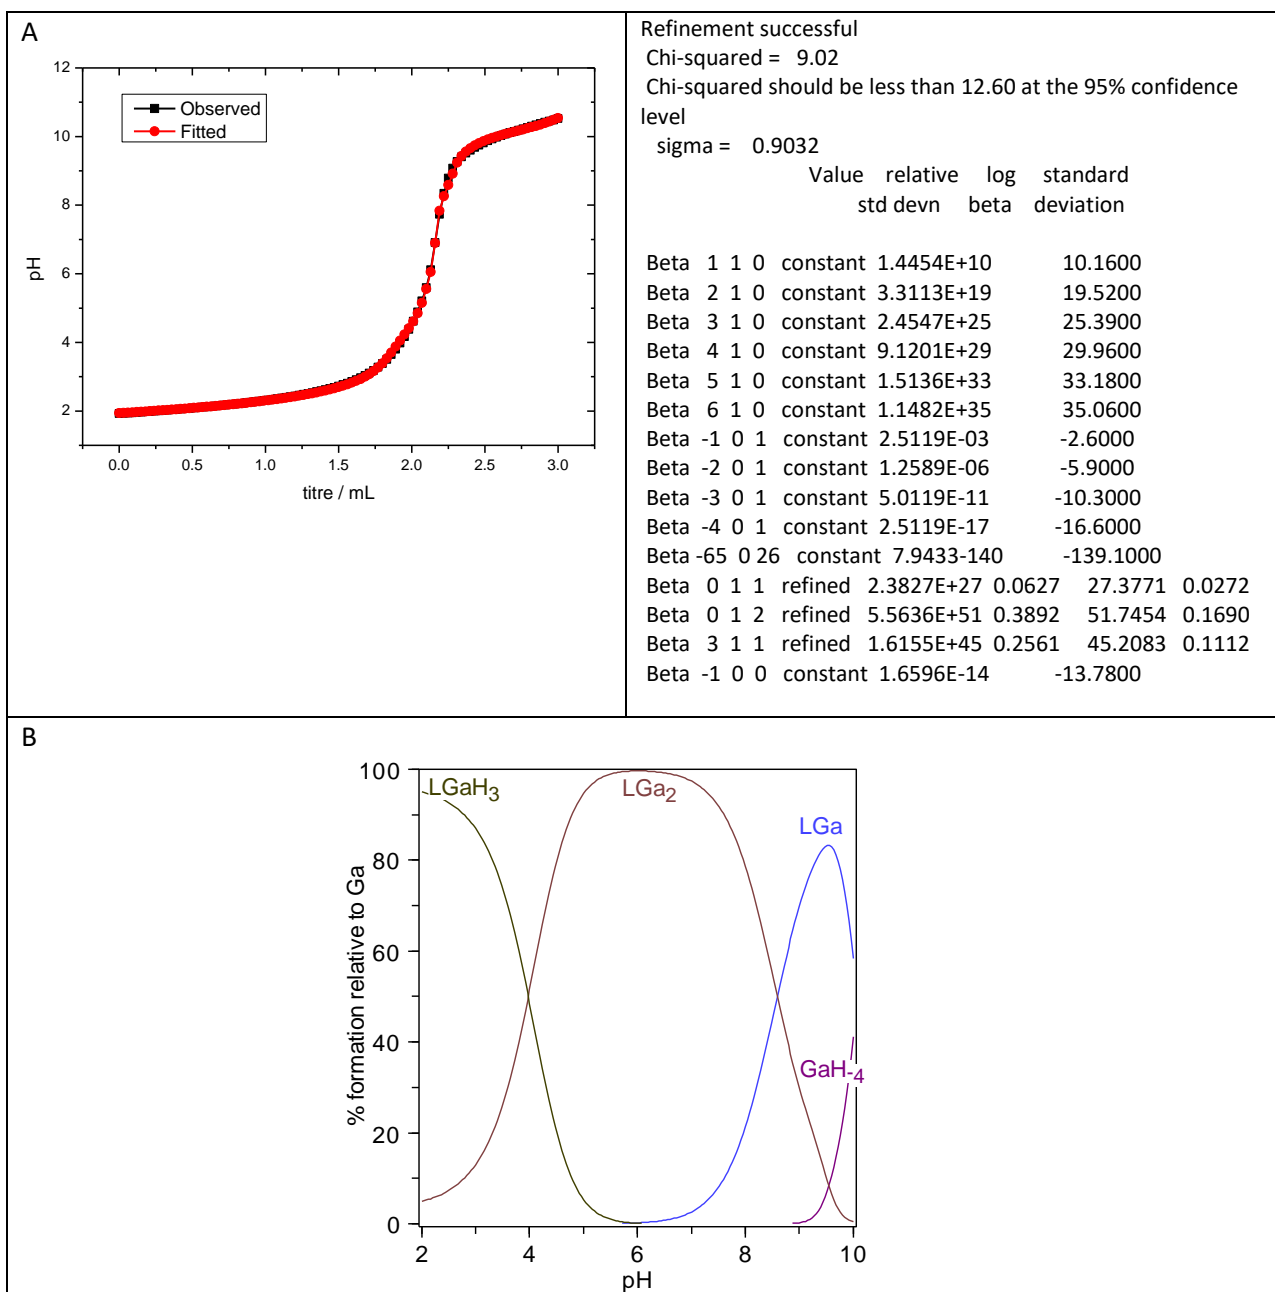 A
12
10
8
6
4
2
pH
Observed
Fitted
0.0 0.5 1.0 1.5 2.0 2.5 3.0
titre / mL
Refinement successful
Chi-squared = 9.02
Chi-squared should be less than 12.60 at the 95% confidence
level
sigma = 0.9032
Value relative log standard
std devn beta deviation
Beta 1 1 0 constant 1.4454E+10 10.1600
Beta 2 1 0 constant 3.3113E+19 19.5200
Beta 3 1 0 constant 2.4547E+25 25.3900
Beta 4 1 0 constant 9.1201E+29 29.9600
Beta 5 1 0 constant 1.5136E+33 33.1800
Beta 6 1 0 constant 1.1482E+35 35.0600
Beta -1 0 1 constant 2.5119E-03 -2.6000
Beta -2 0 1 constant 1.2589E-06 -5.9000
Beta -3 0 1 constant 5.0119E-11 -10.3000
Beta -4 0 1 constant 2.5119E-17 -16.6000
Beta -65 0 26 constant 7.9433-140 -139.1000
Beta 0 1 1 refined 2.3827E+27 0.0627 27.3771 0.0272
Beta 0 1 2 refined 5.5636E+51 0.3892 51.7454 0.1690
Beta 3 1 1 refined 1.6155E+45 0.2561 45.2083 0.1112
Beta -1 0 0 constant 1.6596E-14 -13.7800
B
100
80
60
40
20
0
% formation relative to Ga
LGaH3
LGa2
LGa
GaH-4
2 4 6 8 10
pH